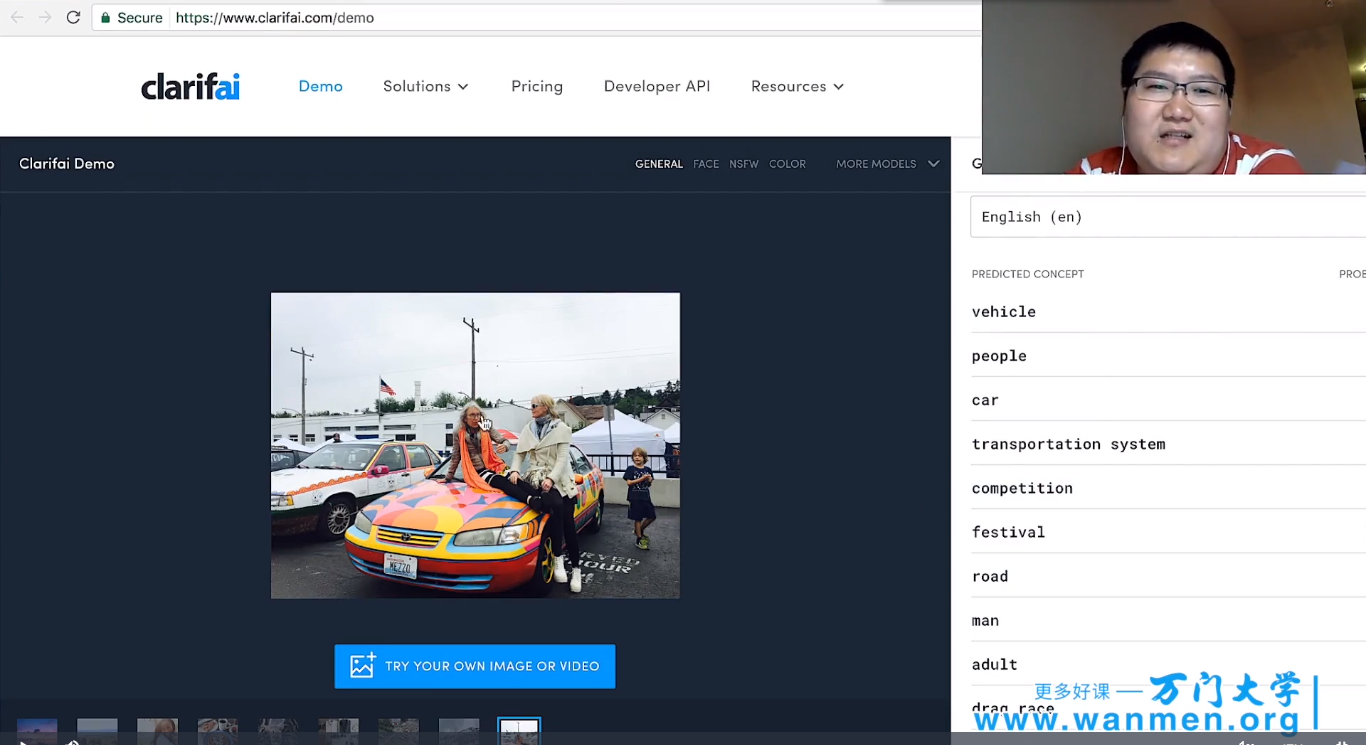 Secure
https://www.clarifai.com/demo
clarifai
Demo
Solutions
Pricing
Developer API
Resources
Clarifai Demo
GENERAL
FACE
NSFW
COLOR
MORE MODELS
G
English (en)
PREDICTED CONCEPT
PROB
vehicle
people
car
transportation system
competition
festival
road
man
adult
drag race
MEZZO
TOUR
TRY YOUR OWN IMAGE OR VIDEO
更多好课 — 万门大学
www.wanmen.org